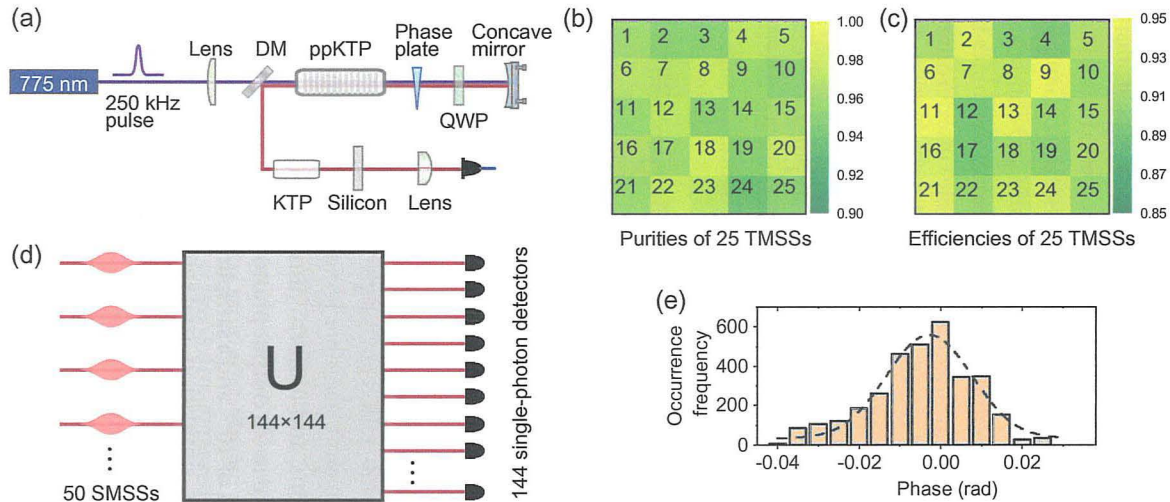 (a)
775 nm
250 kHz
pulse
Lens
DM
ppKTP
Phase
plate
Concave
mirror
QWP
KTP
Silicon
Lens
(b)
1 2 3 4 5
6 7 8 9 10
11 12 13 14 15
16 17 18 19 20
21 22 23 24 25
1.00
0.98
0.96
0.94
0.92
0.90
Purities of 25 TMSSs
(c)
1 2 3 4 5
6 7 8 9 10
11 12 13 14 15
16 17 18 19 20
21 22 23 24 25
0.95
0.93
0.91
0.89
0.87
0.85
Efficiencies of 25 TMSSs
(d)
U
144×144
50 SMSSs
144 single-photon detectors
(e)
Occurrence
frequency
600
400
200
0
-0.04 -0.02 0.00 0.02
Phase (rad)